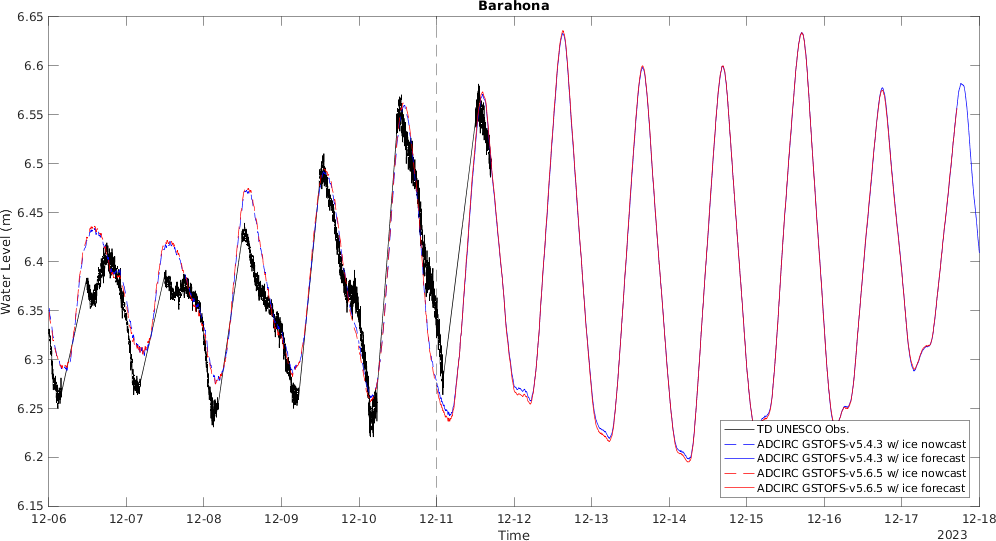 Barahona
6.65
6.6
6.55
6.5
6.45
6.4
6.35
6.3
6.25
6.2
6.15
Water Level (m)
TD UNESCO Obs.
ADCIRC GSTOFS-v5.4.3 w/ ice nowcast
ADCIRC GSTOFS-v5.4.3 w/ ice forecast
ADCIRC GSTOFS-v5.6.5 w/ ice nowcast
ADCIRC GSTOFS-v5.6.5 w/ ice forecast
12-06 12-07 12-08 12-09 12-10 12-11 12-12 12-13 12-14 12-15 12-16 12-17 12-18
Time
2023